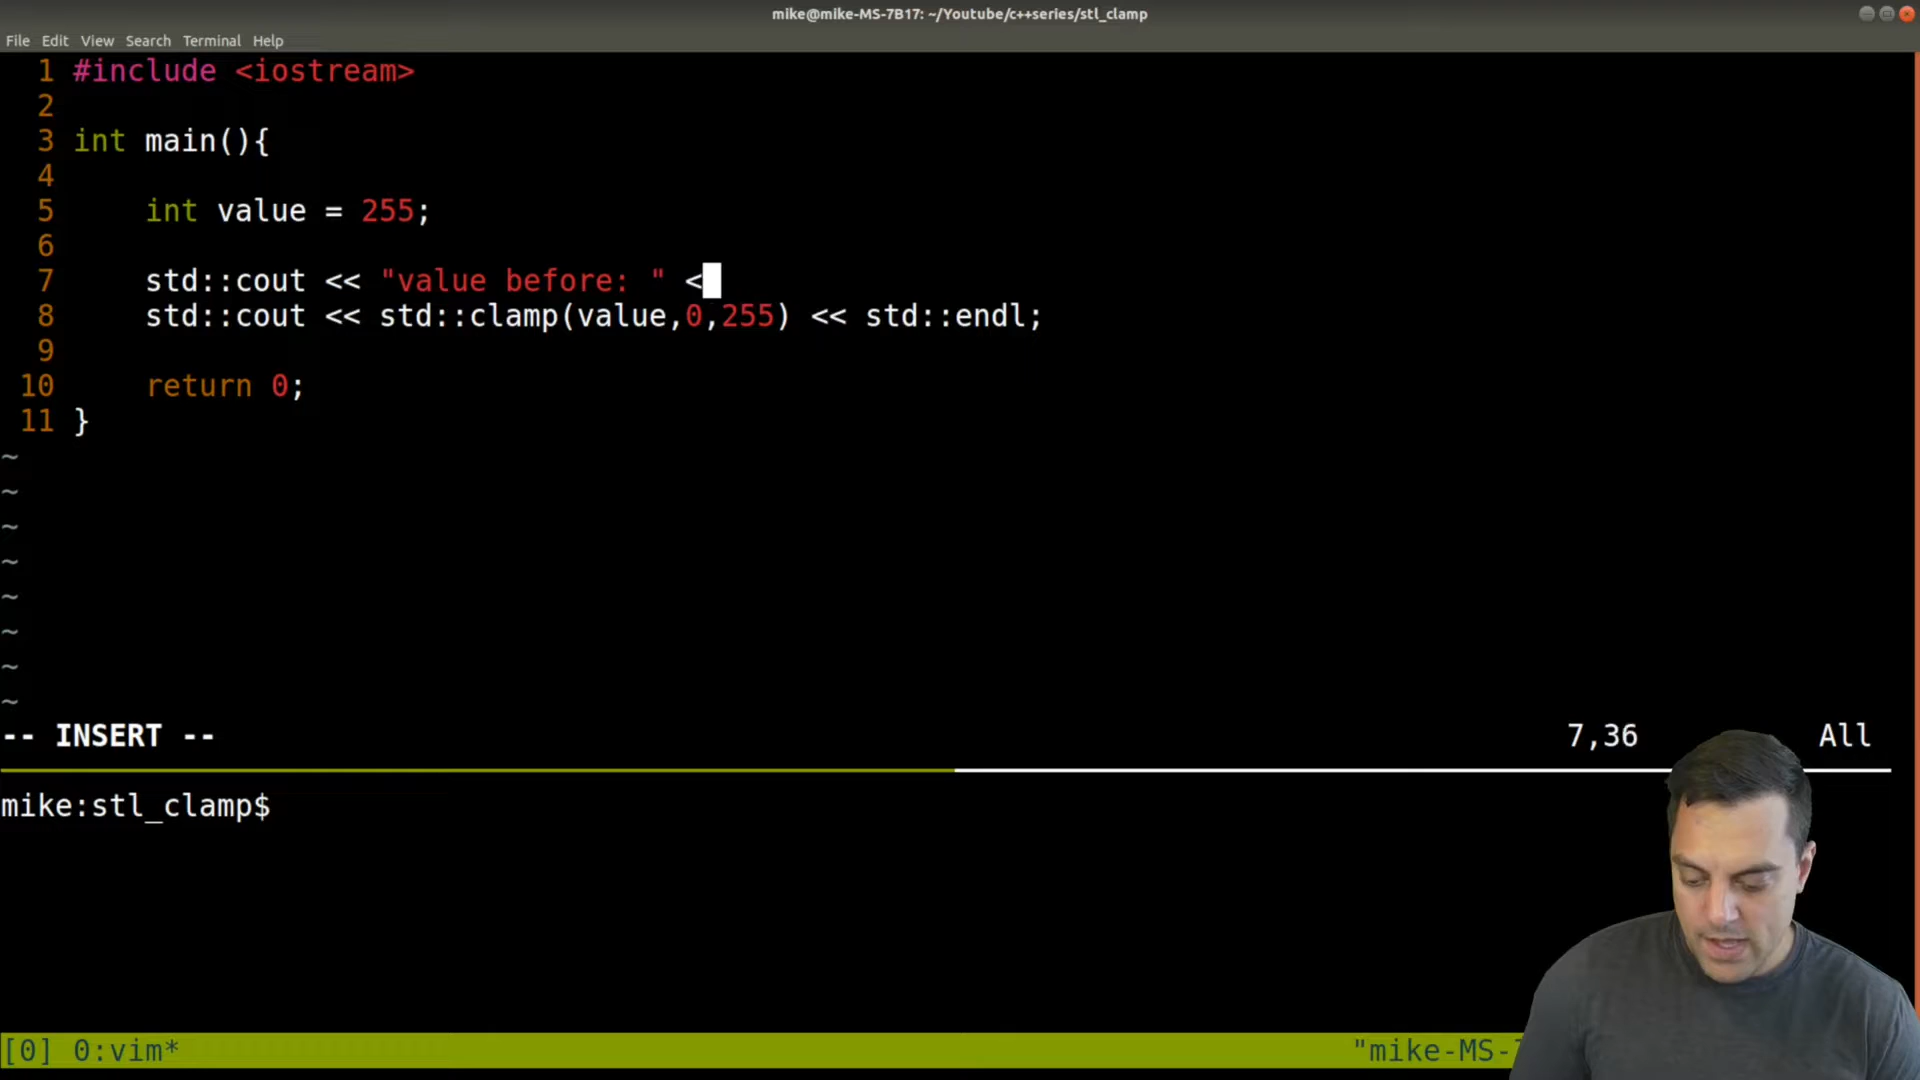 mike@mike-MS-7B17: ~/Youtube/c++series/stl_clamp
File Edit View Search Terminal Help
1 #include <iostream>
2
3 int main(){
4
5     int value = 255;
6
7     std::cout << "value before: " <
8     std::cout << std::clamp(value,0,255) << std::endl;
9
10     return 0;
11 }
~
~
~
~
~
~
~
~
-- INSERT -- 7,36 All
mike:stl_clamp$
[0] 0:vim* "mike-MS-